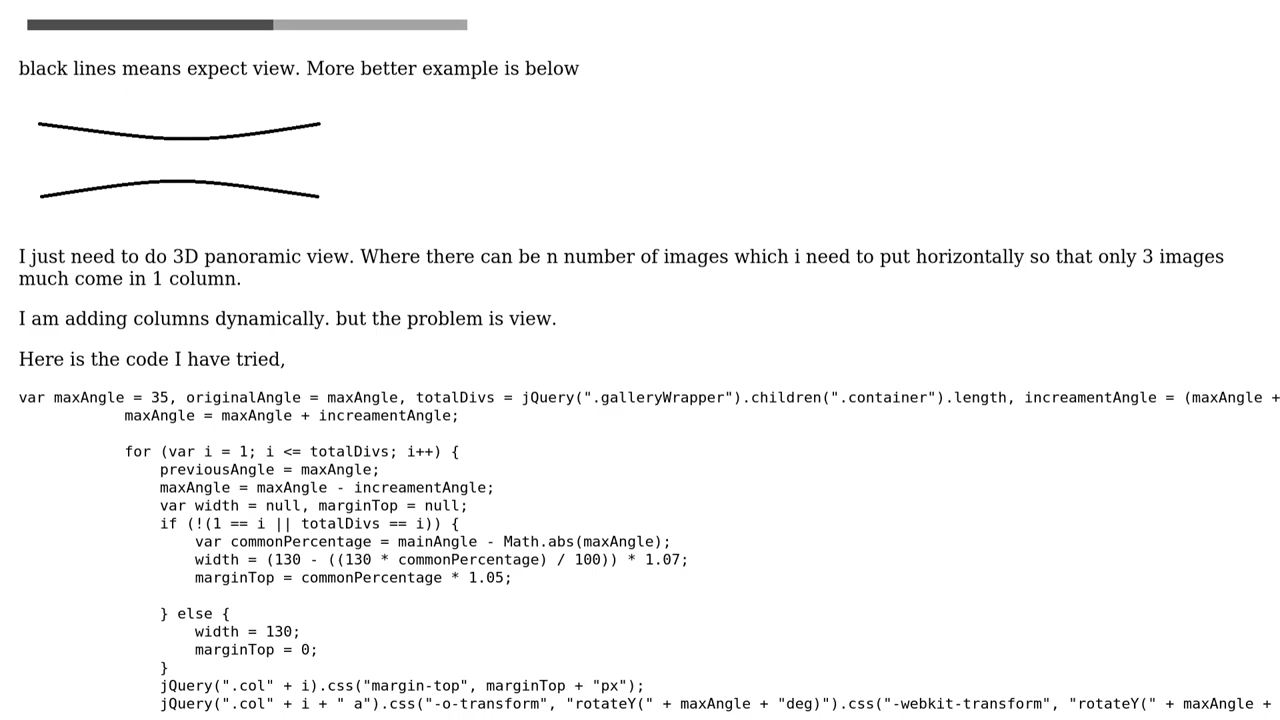 black lines means expect view. More better example is below
I just need to do 3D panoramic view. Where there can be n number of images which i need to put horizontally so that only 3 images
much come in 1 column.
I am adding columns dynamically. but the problem is view.
Here is the code I have tried,
var maxAngle = 35, originalAngle = maxAngle, totalDivs = jQuery(".galleryWrapper").children(".container").length, increamentAngle = (maxAngle +
maxAngle = maxAngle + increamentAngle;
for (var i = 1; i <= totalDivs; i++) {
previousAngle = maxAngle;
maxAngle = maxAngle - increamentAngle;
var width = null, marginTop = null;
if (!(1 == i || totalDivs == i)) {
var commonPercentage = mainAngle - Math.abs(maxAngle);
width = (130 - ((130 * commonPercentage) / 100)) * 1.07;
marginTop = commonPercentage * 1.05;
} else {
width = 130;
marginTop = 0;
}
jQuery(".col" + i).css("margin-top", marginTop + "px");
jQuery(".col" + i + " a").css("-o-transform", "rotateY(" + maxAngle + "deg)").css("-webkit-transform", "rotateY(" + maxAngle +